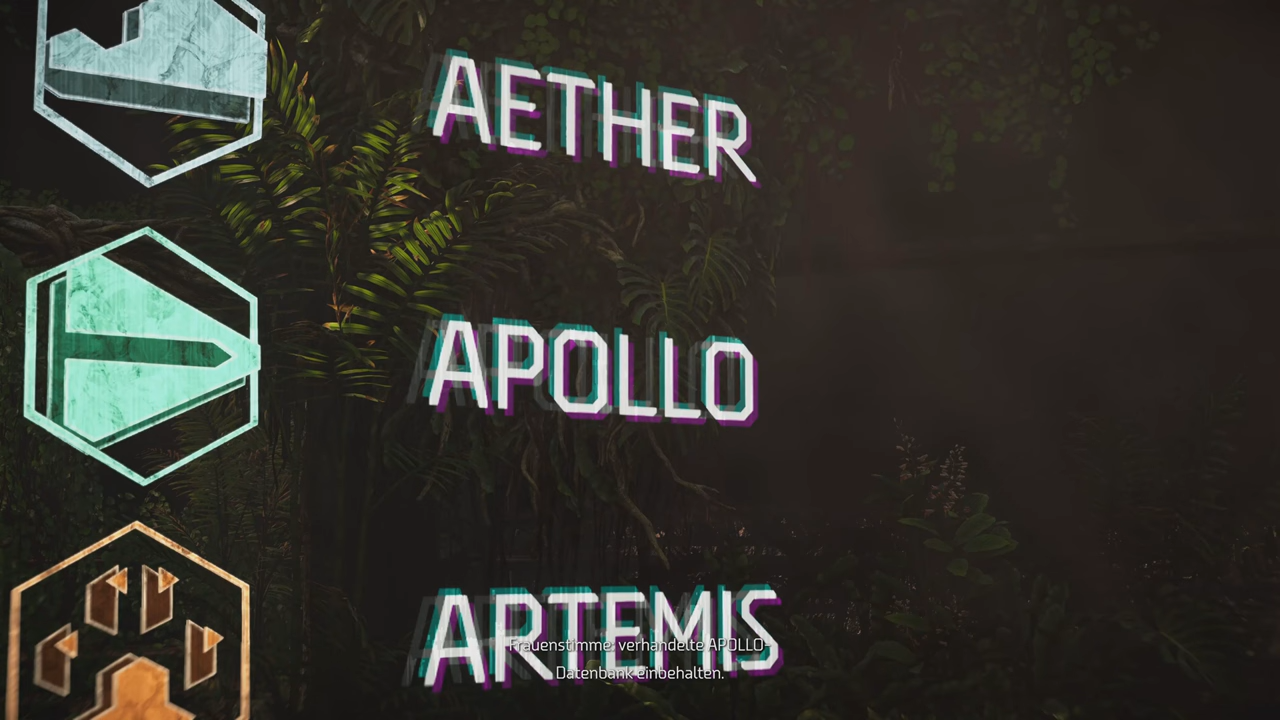 AETHER
APOLLO
ARTEMIS
Frauenstimme: verhandelte APOLLO-
Datenbank einbehalten.